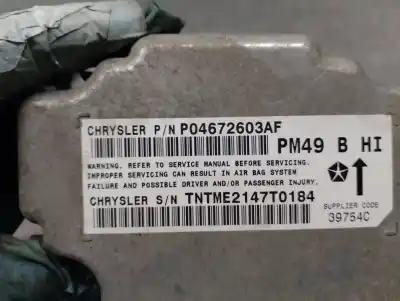 CHRYSLER P/N P04672603AF
PM49 B HI
WARNING. REFER TO SERVICE MANUAL BEFORE SERVICING.
IMPROPER SERVICING CAN RESULT IN AIR BAG SYSTEM
FAILURE AND POSSIBLE DRIVER AND/OR PASSENGER INJURY.
CHRYSLER S/N TNTME2147T0184
SUPPLIER CODE
39754C